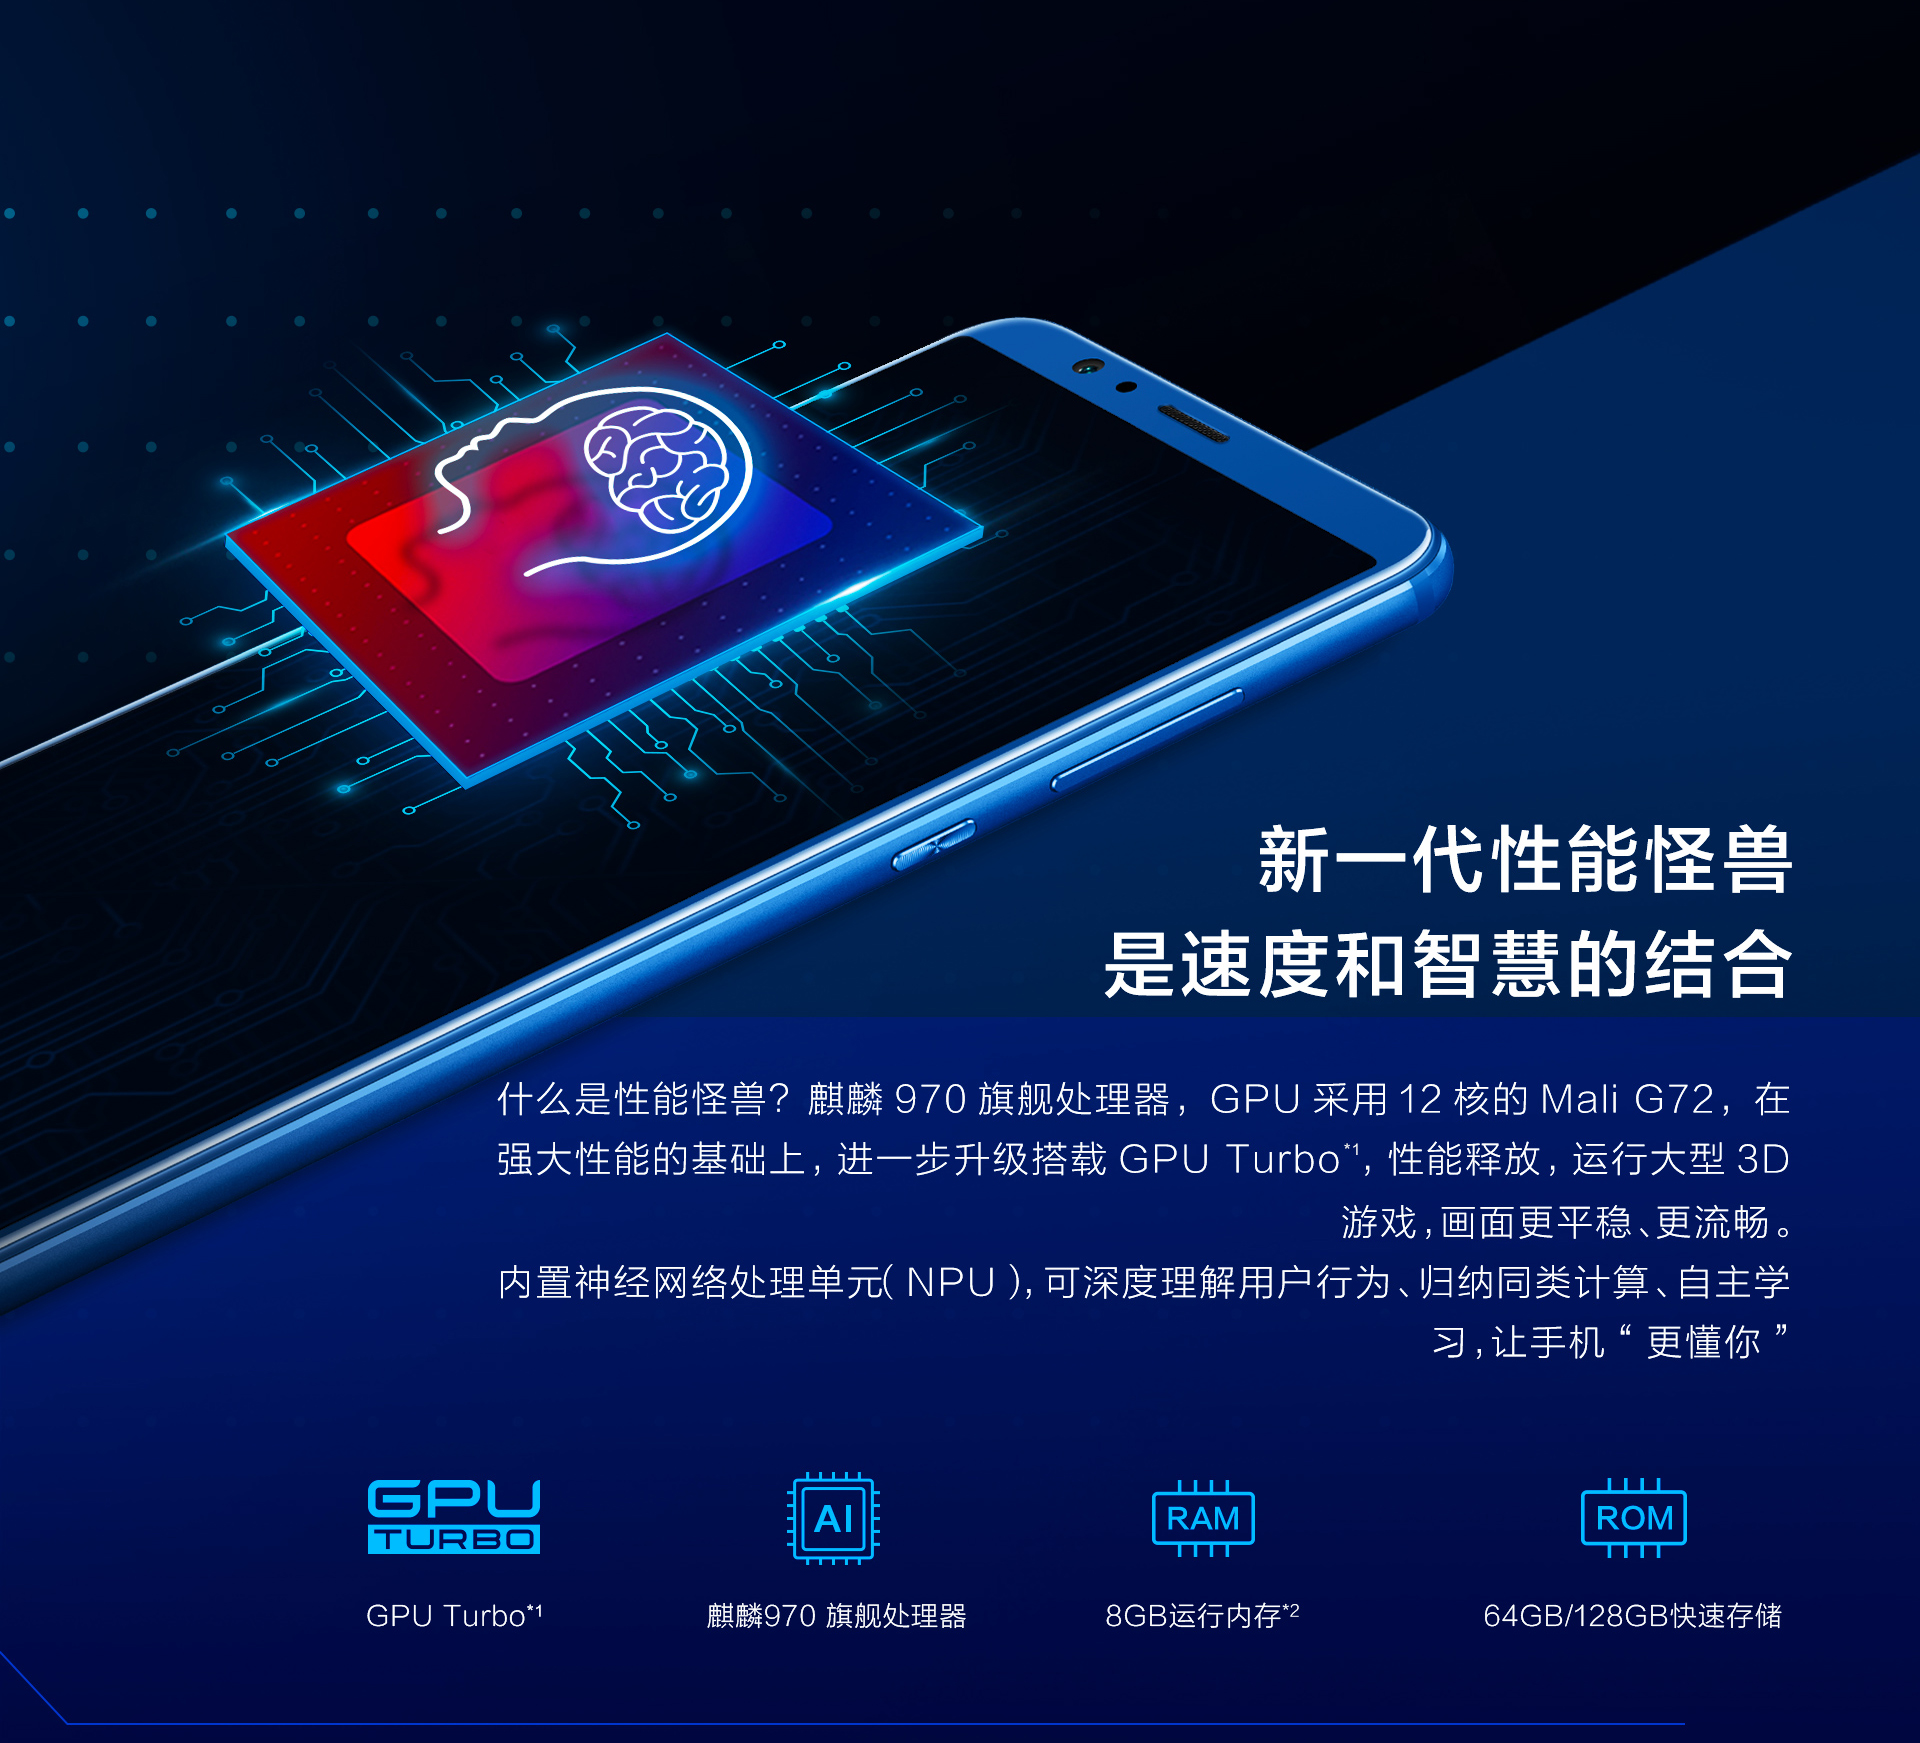 新一代性能怪兽
是速度和智慧的结合
什么是性能怪兽？麒麟 970 旗舰处理器，GPU 采用 12 核的 Mali G72，在
强大性能的基础上，进一步升级搭载 GPU Turbo*1，性能释放，运行大型 3D
游戏，画面更平稳、更流畅。
内置神经网络处理单元( NPU )，可深度理解用户行为、归纳同类计算、自主学
习，让手机“更懂你”
GPU
TURBO
AI
RAM
ROM
GPU Turbo*1
麒麟970 旗舰处理器
8GB运行内存*2
64GB/128GB快速存储